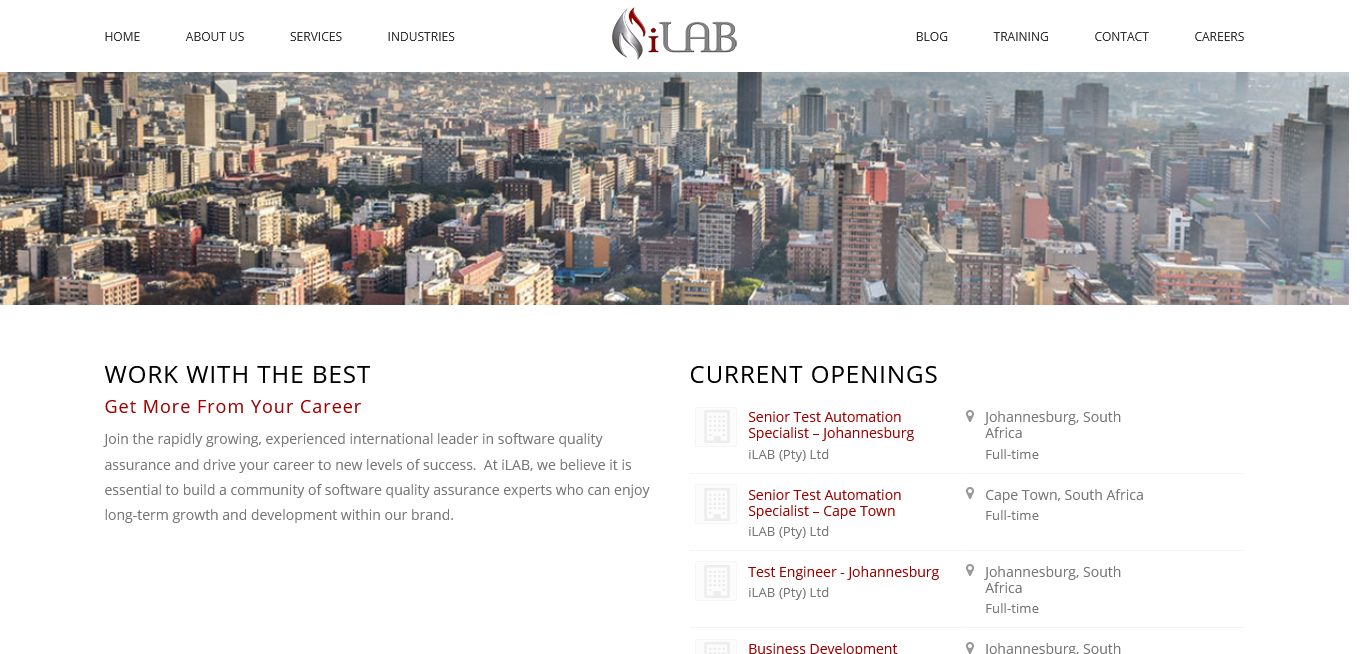 HOME ABOUT US SERVICES INDUSTRIES iLAB BLOG TRAINING CONTACT CAREERS
WORK WITH THE BEST
Get More From Your Career
Join the rapidly growing, experienced international leader in software quality
assurance and drive your career to new levels of success.  At iLAB, we believe it is
essential to build a community of software quality assurance experts who can enjoy
long-term growth and development within our brand.
CURRENT OPENINGS
Senior Test Automation
Specialist – Johannesburg
iLAB (Pty) Ltd
Johannesburg, South
Africa
Full-time
Senior Test Automation
Specialist – Cape Town
iLAB (Pty) Ltd
Cape Town, South Africa
Full-time
Test Engineer - Johannesburg
iLAB (Pty) Ltd
Johannesburg, South
Africa
Full-time
Business Development
Johannesburg, South